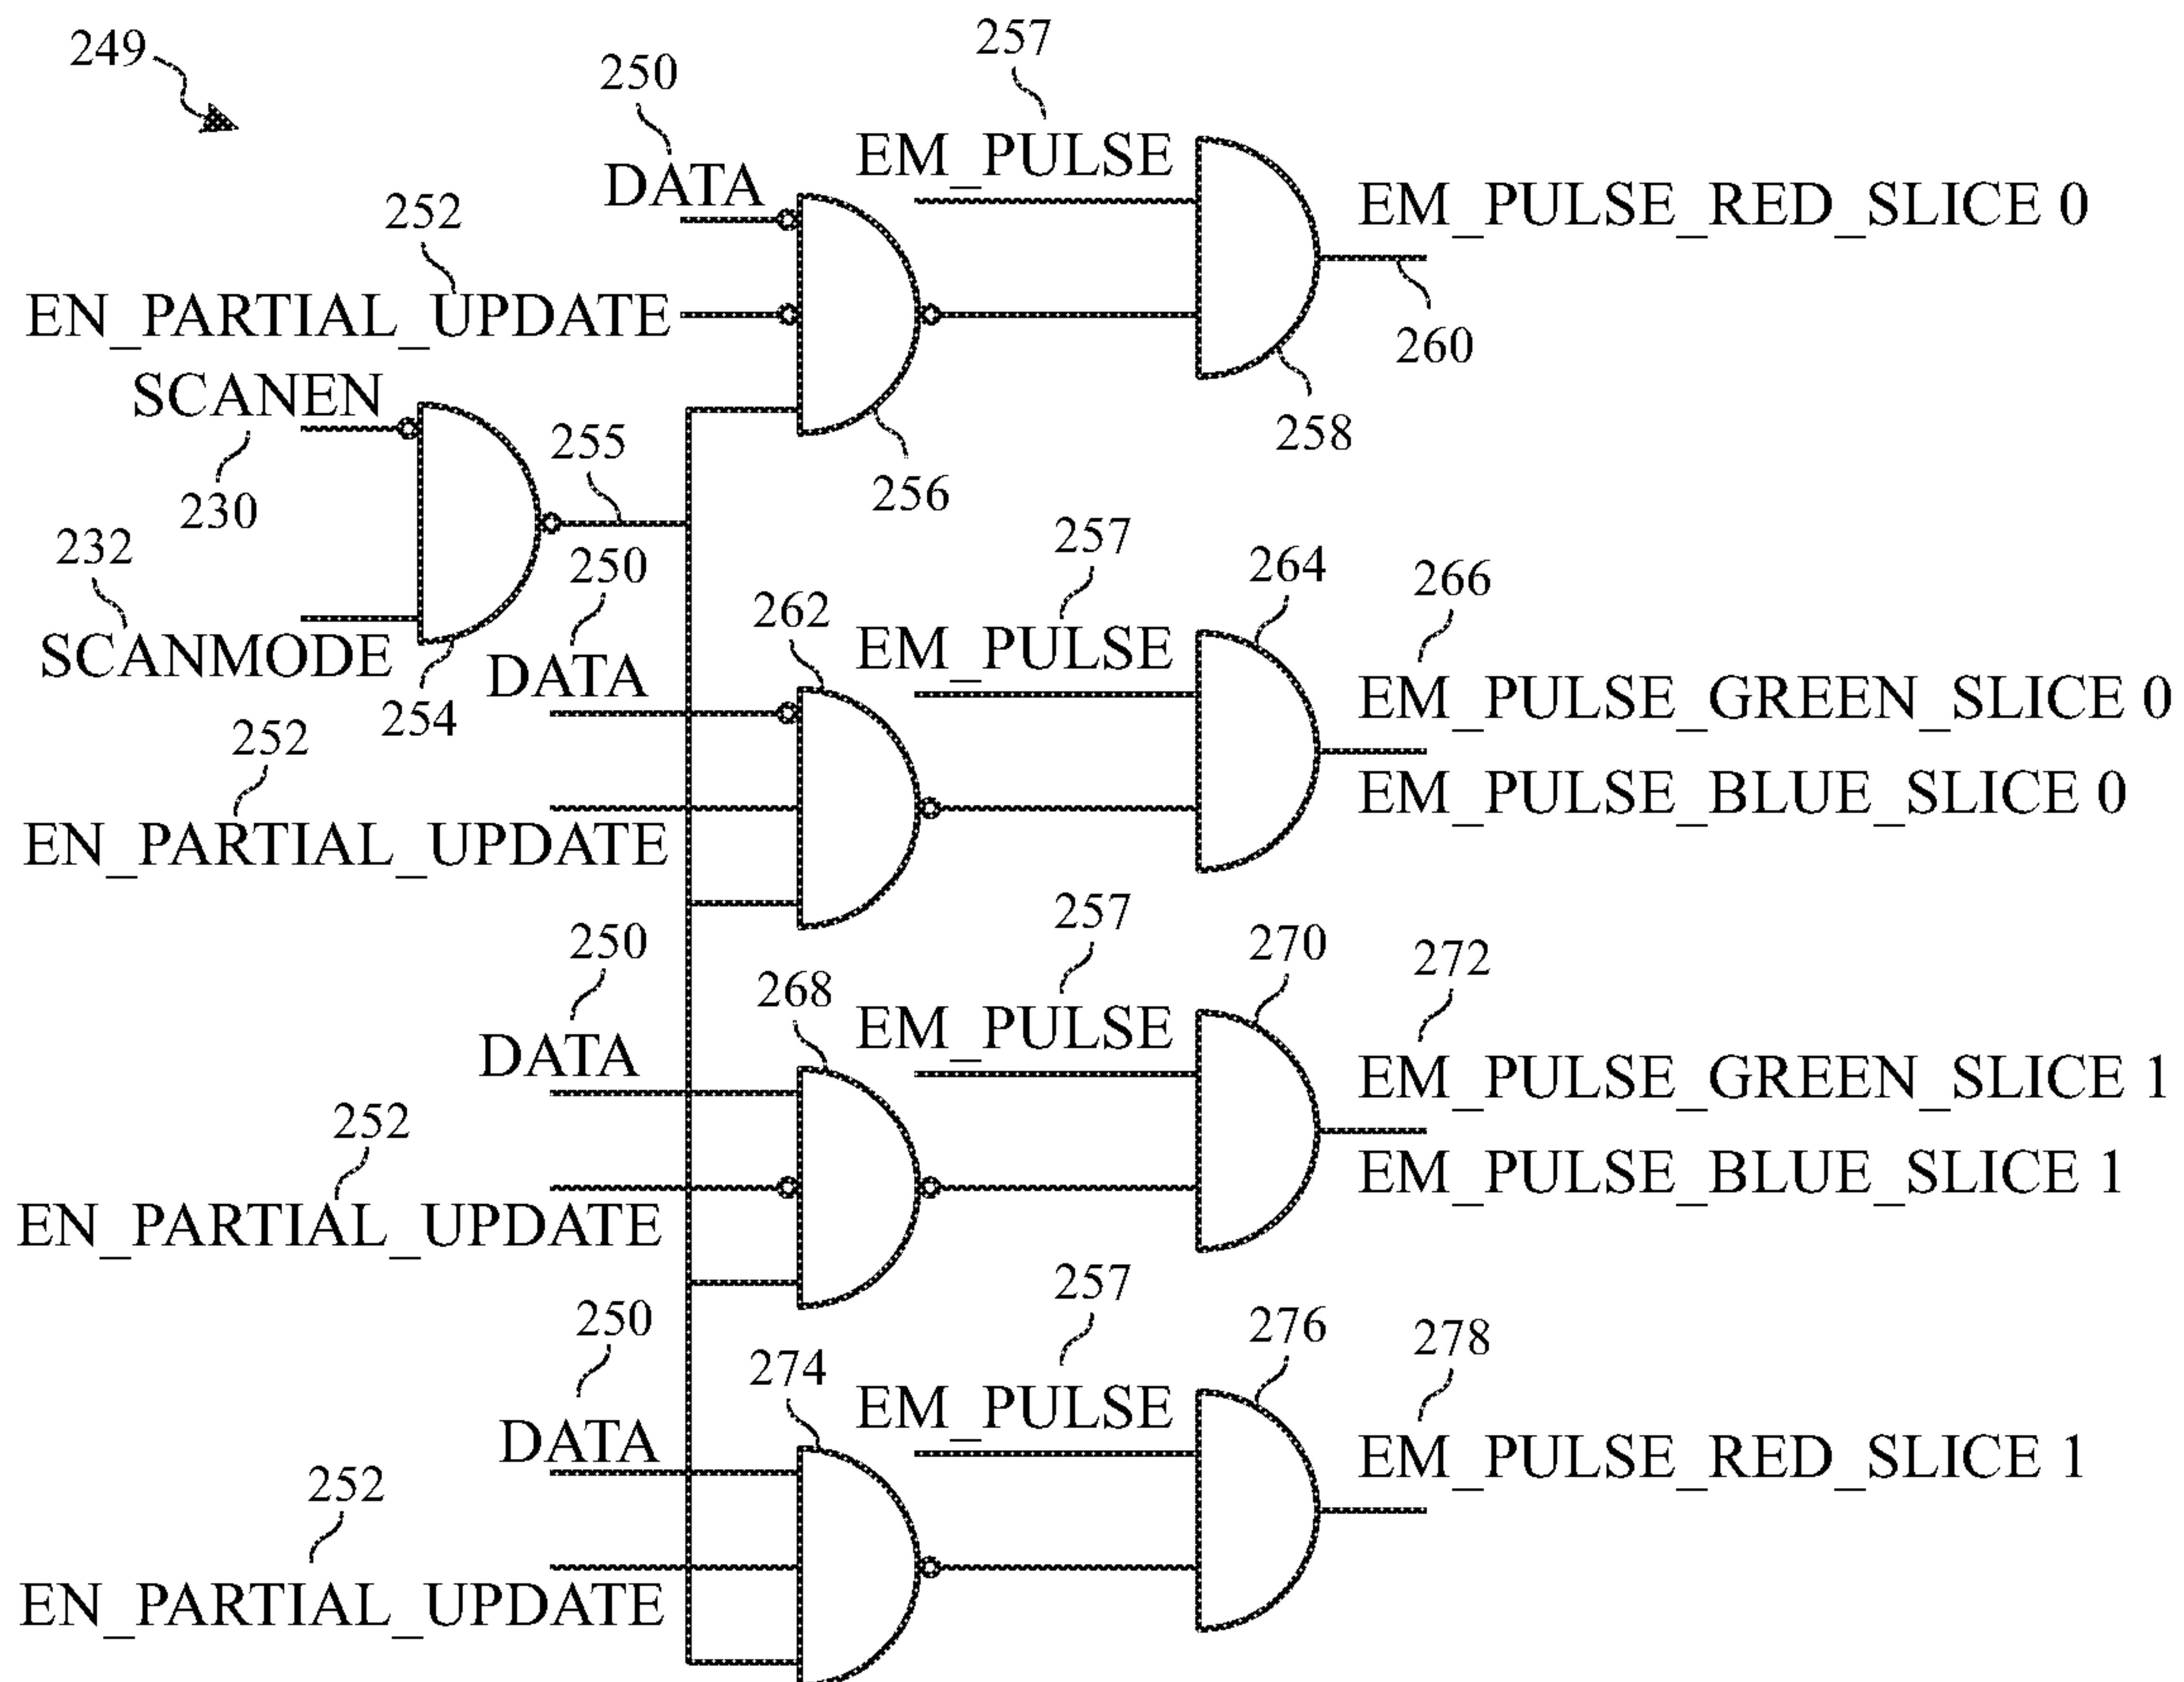 249
257
250
EM_PULSE
DATA
EM_PULSE_RED_SLICE 0
252
EN_PARTIAL_UPDATE
260
SCANEN
258
255
256
230
257
232
250
264
266
262
SCANMODE
EM_PULSE
DATA
EM_PULSE_GREEN_SLICE 0
254
252
EM_PULSE_BLUE_SLICE 0
EN_PARTIAL_UPDATE
257
250
270
272
268
EM_PULSE
DATA
EM_PULSE_GREEN_SLICE 1
252
EM_PULSE_BLUE_SLICE 1
EN_PARTIAL_UPDATE
257
250
276
278
274
EM_PULSE
DATA
EM_PULSE_RED_SLICE 1
252
EN_PARTIAL_UPDATE